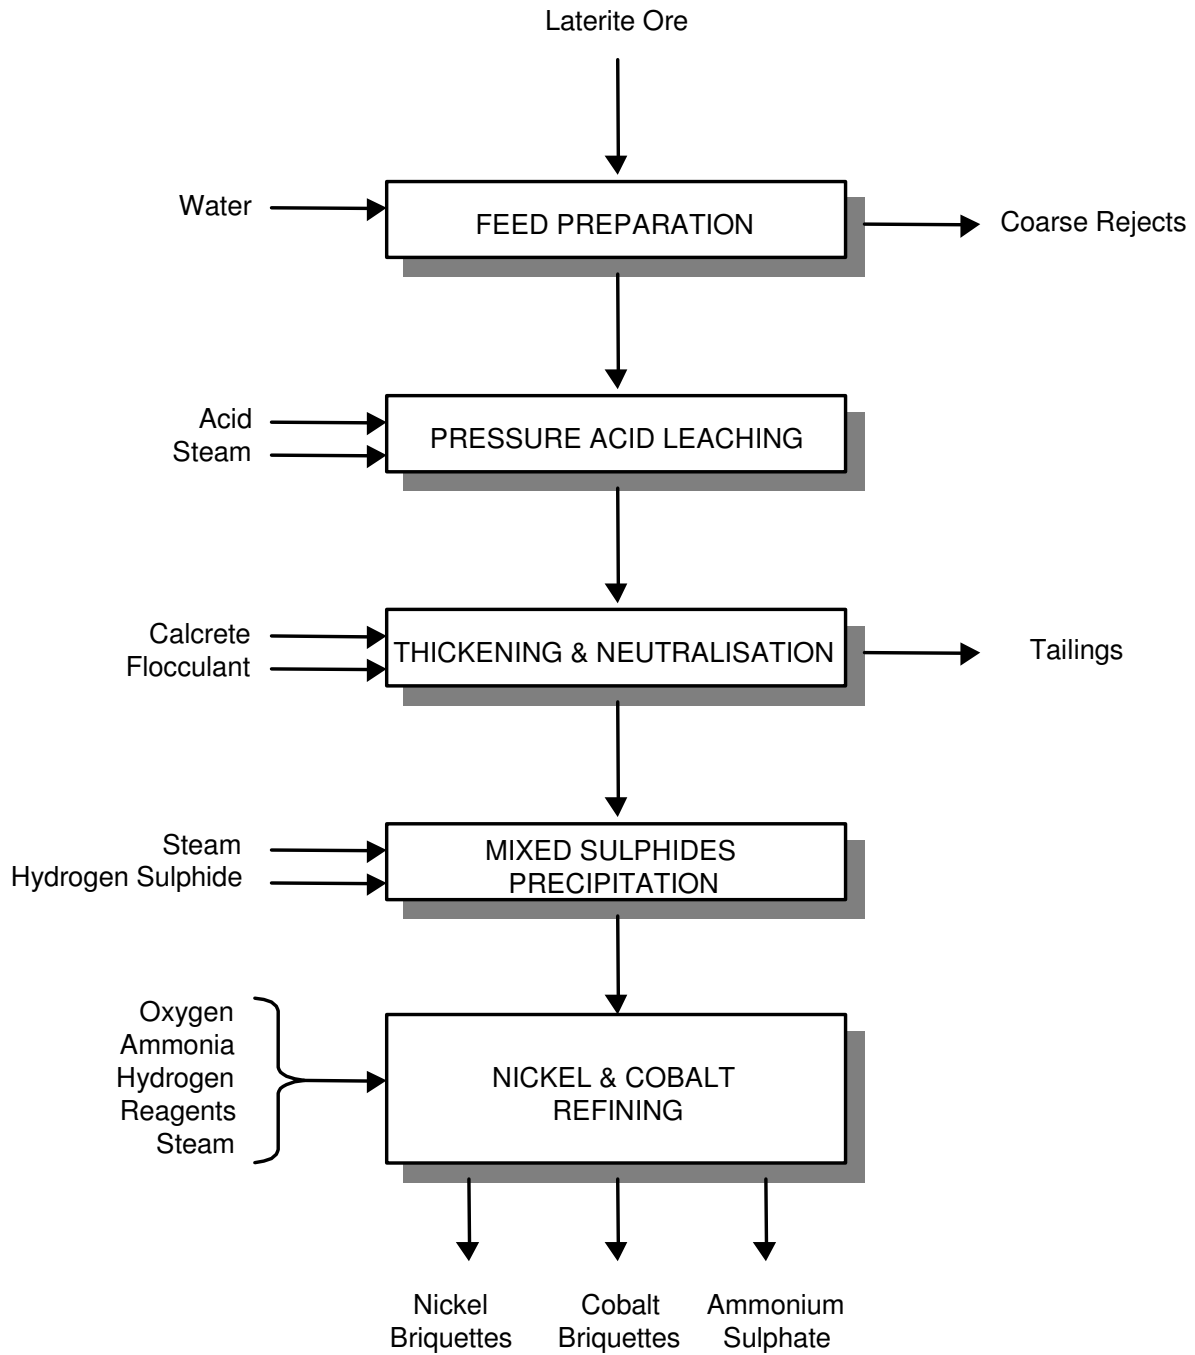 Laterite Ore
Water
FEED PREPARATION
Coarse Rejects
Acid
Steam
PRESSURE ACID LEACHING
Calcrete
Flocculant
THICKENING & NEUTRALISATION
Tailings
Steam
Hydrogen Sulphide
MIXED SULPHIDES
PRECIPITATION
Oxygen
Ammonia
Hydrogen
Reagents
Steam
NICKEL & COBALT
REFINING
Nickel
Briquettes
Cobalt
Briquettes
Ammonium
Sulphate